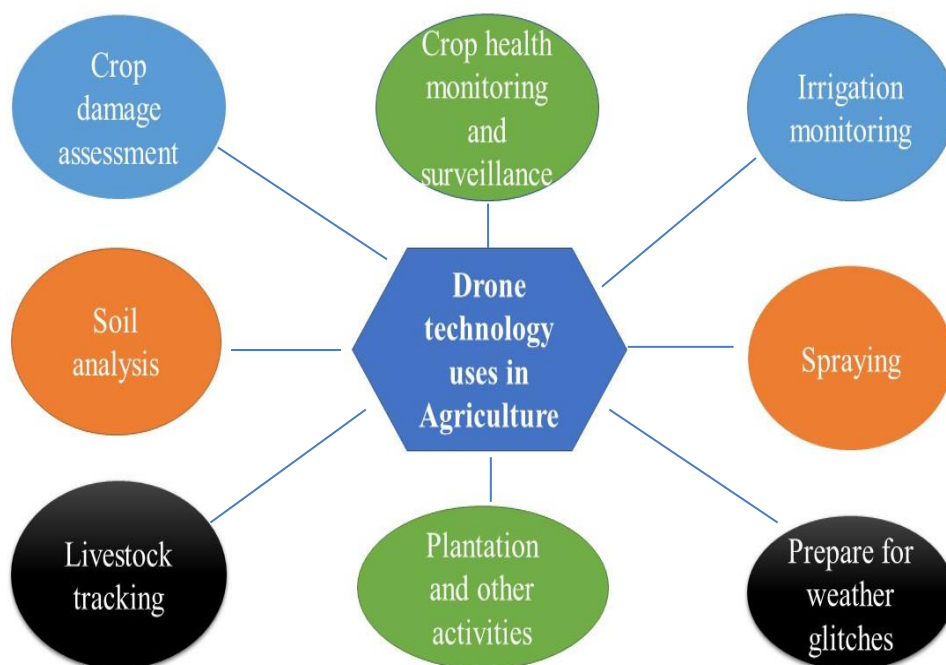 Crop
damage
assessment
Crop health
monitoring
and
surveillance
Irrigation
monitoring
Soil
analysis
Drone
technology
uses in
Agriculture
Spraying
Livestock
tracking
Plantation
and other
activities
Prepare for
weather
glitches